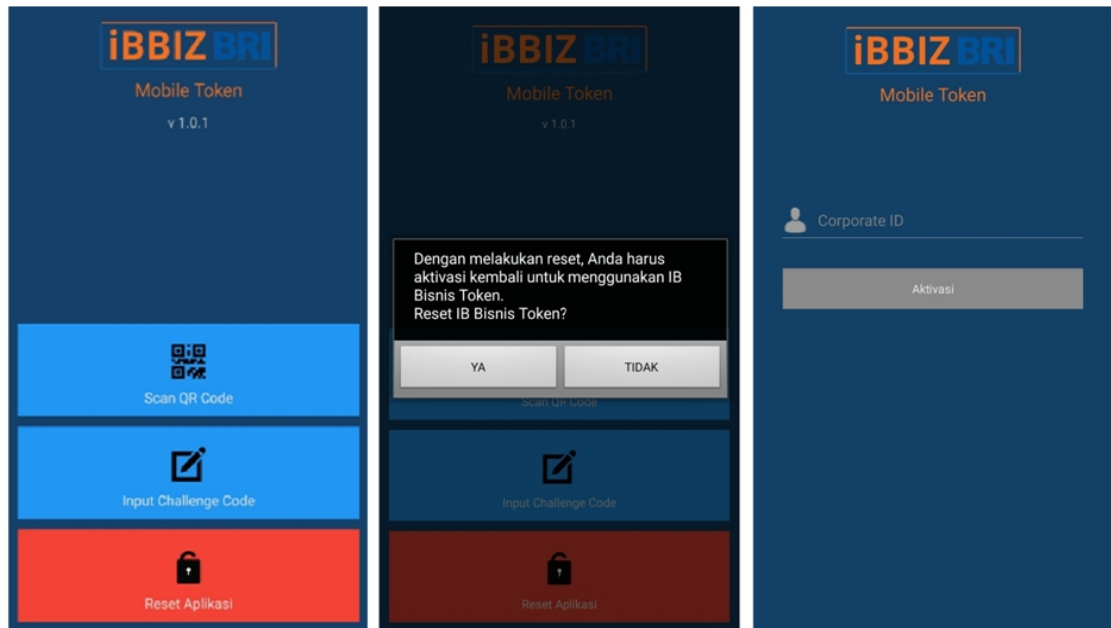 iBBIZ BRI
Mobile Token
v 1.0.1
Scan QR Code
Input Challenge Code
Reset Aplikasi
iBBIZ BRI
Mobile Token
v 1.0.1
Dengan melakukan reset, Anda harus
aktivasi kembali untuk menggunakan IB
Bisnis Token.
Reset IB Bisnis Token?
YA
TIDAK
Scan QR Code
Input Challenge Code
Reset Aplikasi
iBBIZ BRI
Mobile Token
Corporate ID
Aktivasi